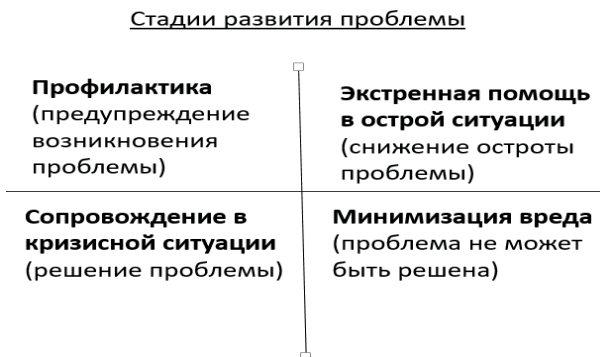 Стадии развития проблемы
Профилактика
(предупреждение
возникновения
проблемы)
Экстренная помощь
в острой ситуации
(снижение остроты
проблемы)
Сопровождение в
кризисной ситуации
(решение проблемы)
Минимизация вреда
(проблема не может
быть решена)